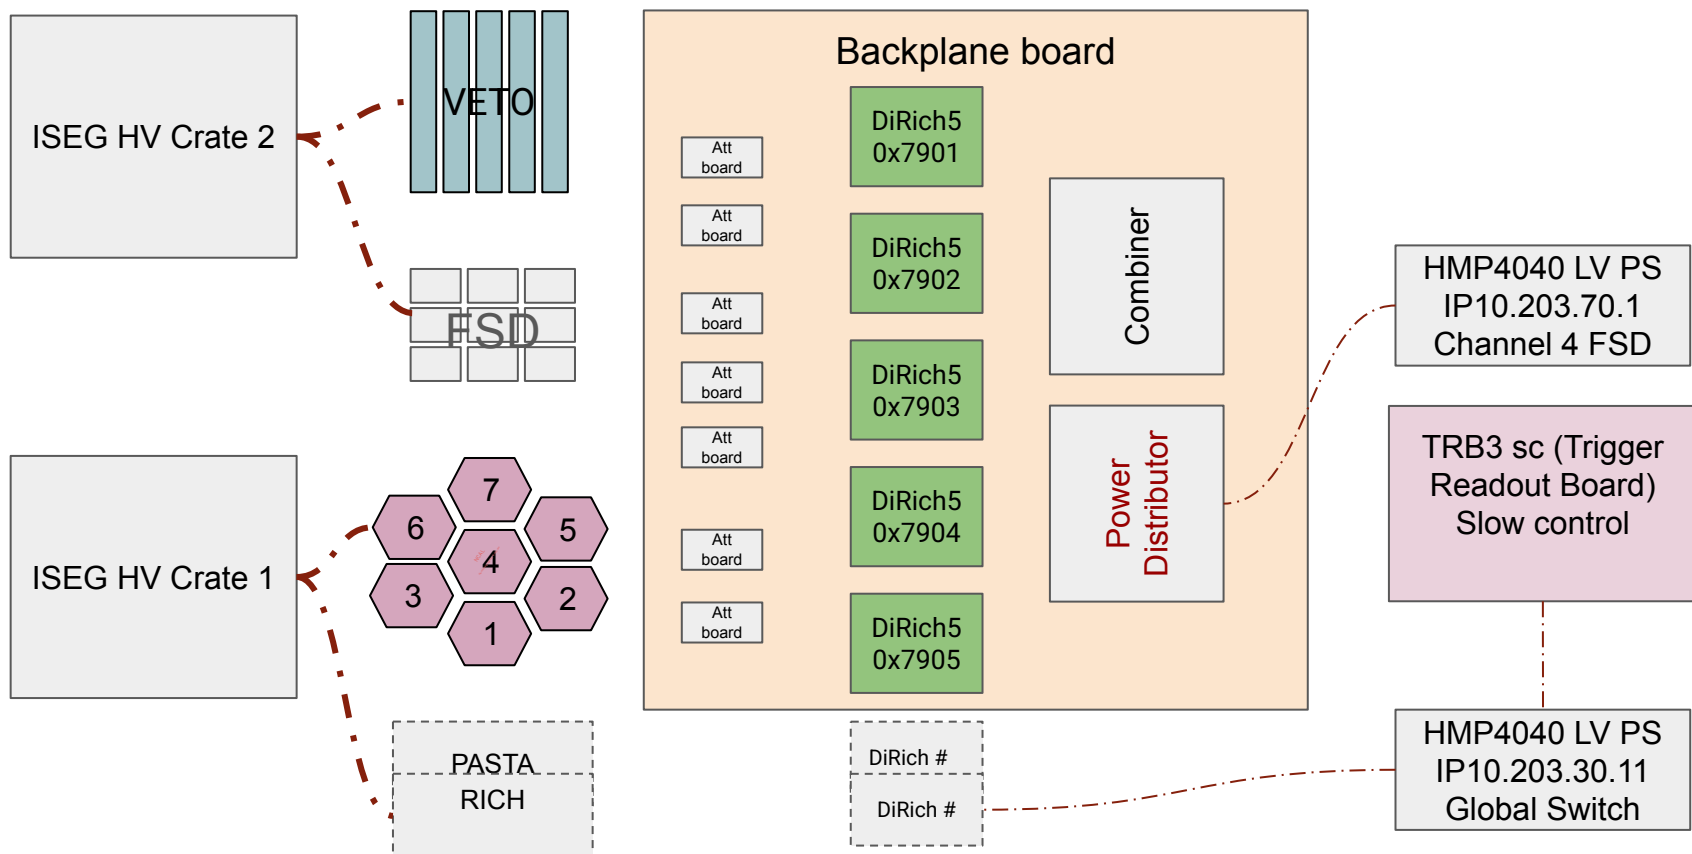 ISEG HV Crate 2
VETO
FSD
ISEG HV Crate 1
7
6
5
4
3
2
1
PASTA
RICH
Backplane board
Att
board
Att
board
Att
board
Att
board
Att
board
Att
board
Att
board
DiRich5
0x7901
DiRich5
0x7902
DiRich5
0x7903
DiRich5
0x7904
DiRich5
0x7905
Combiner
Power
Distributor
DiRich #
DiRich #
HMP4040 LV PS
IP10.203.70.1
Channel 4 FSD
TRB3 sc (Trigger
Readout Board)
Slow control
HMP4040 LV PS
IP10.203.30.11
Global Switch